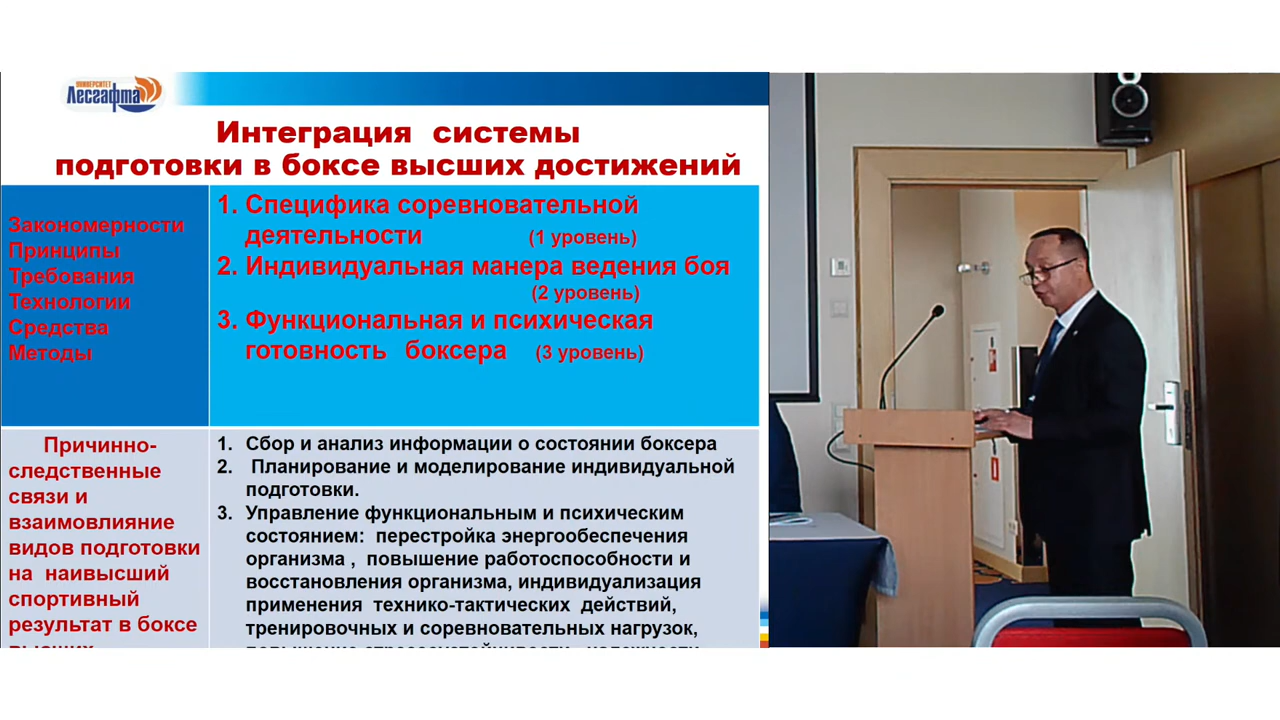 УНИВЕРСИТЕТ
Лесгафта
Интеграция системы
подготовки в боксе высших достижений
Закономерности
Принципы
Требования
Технологии
Средства
Методы
1. Специфика соревновательной
деятельности (1 уровень)
2. Индивидуальная манера ведения боя
(2 уровень)
3. Функциональная и психическая
готовность боксера (3 уровень)
Причинно-
следственные
связи и
взаимовлияние
видов подготовки
на наивысший
спортивный
результат в боксе
1. Сбор и анализ информации о состоянии боксера
2. Планирование и моделирование индивидуальной
подготовки.
3. Управление функциональным и психическим
состоянием: перестройка энергообеспечения
организма , повышение работоспособности и
восстановления организма, индивидуализация
применения технико-тактических действий,
тренировочных и соревновательных нагрузок,